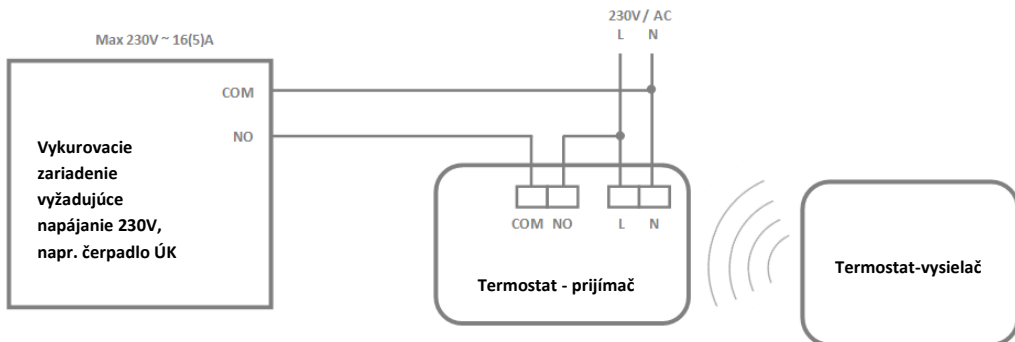 230V/ AC
L N
Max 230V ~ 16(5)A
COM
NO
Vykurovacie
zariadenie
vyžadujúce
napájanie 230V,
napr. čerpadlo ÚK
COM NO L N
Termostat - prijímač
Termostat-vysielač